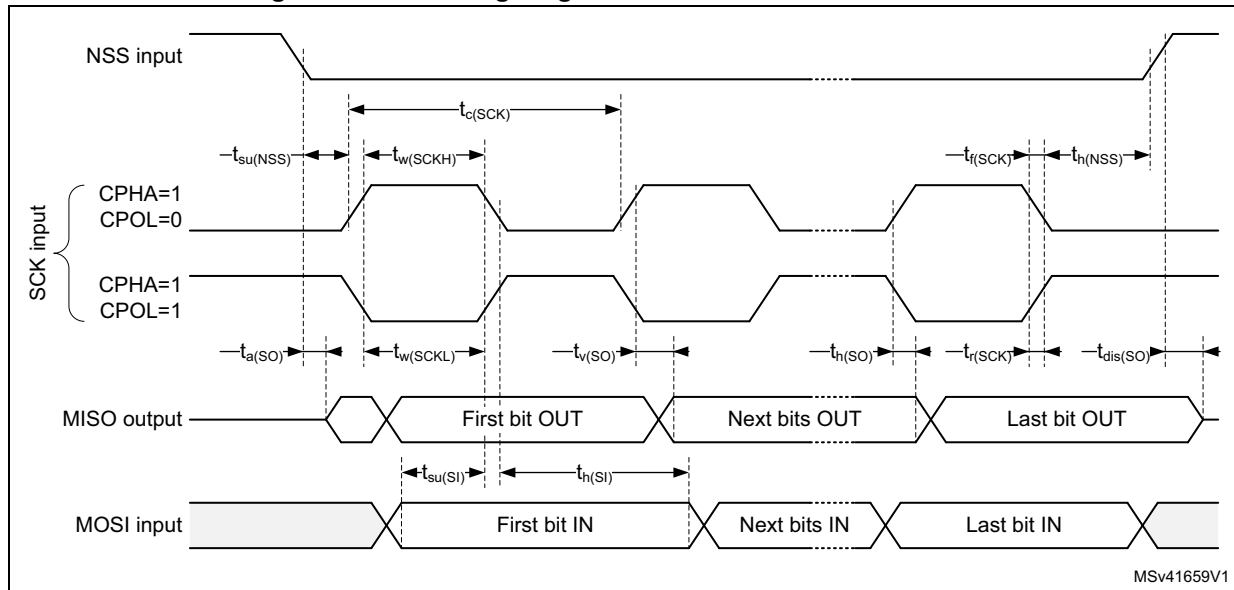 NSS input
tc(SCK)
tsu(NSS)
tw(SCKH)
tf(SCK)
th(NSS)
SCK input
CPHA=1
CPOL=0
CPHA=1
CPOL=1
ta(SO)
tw(SCKL)
tv(SO)
th(SO)
tr(SCK)
tdis(SO)
MISO output
First bit OUT
Next bits OUT
Last bit OUT
tsu(SI)
th(SI)
MOSI input
First bit IN
Next bits IN
Last bit IN
MSv41659V1